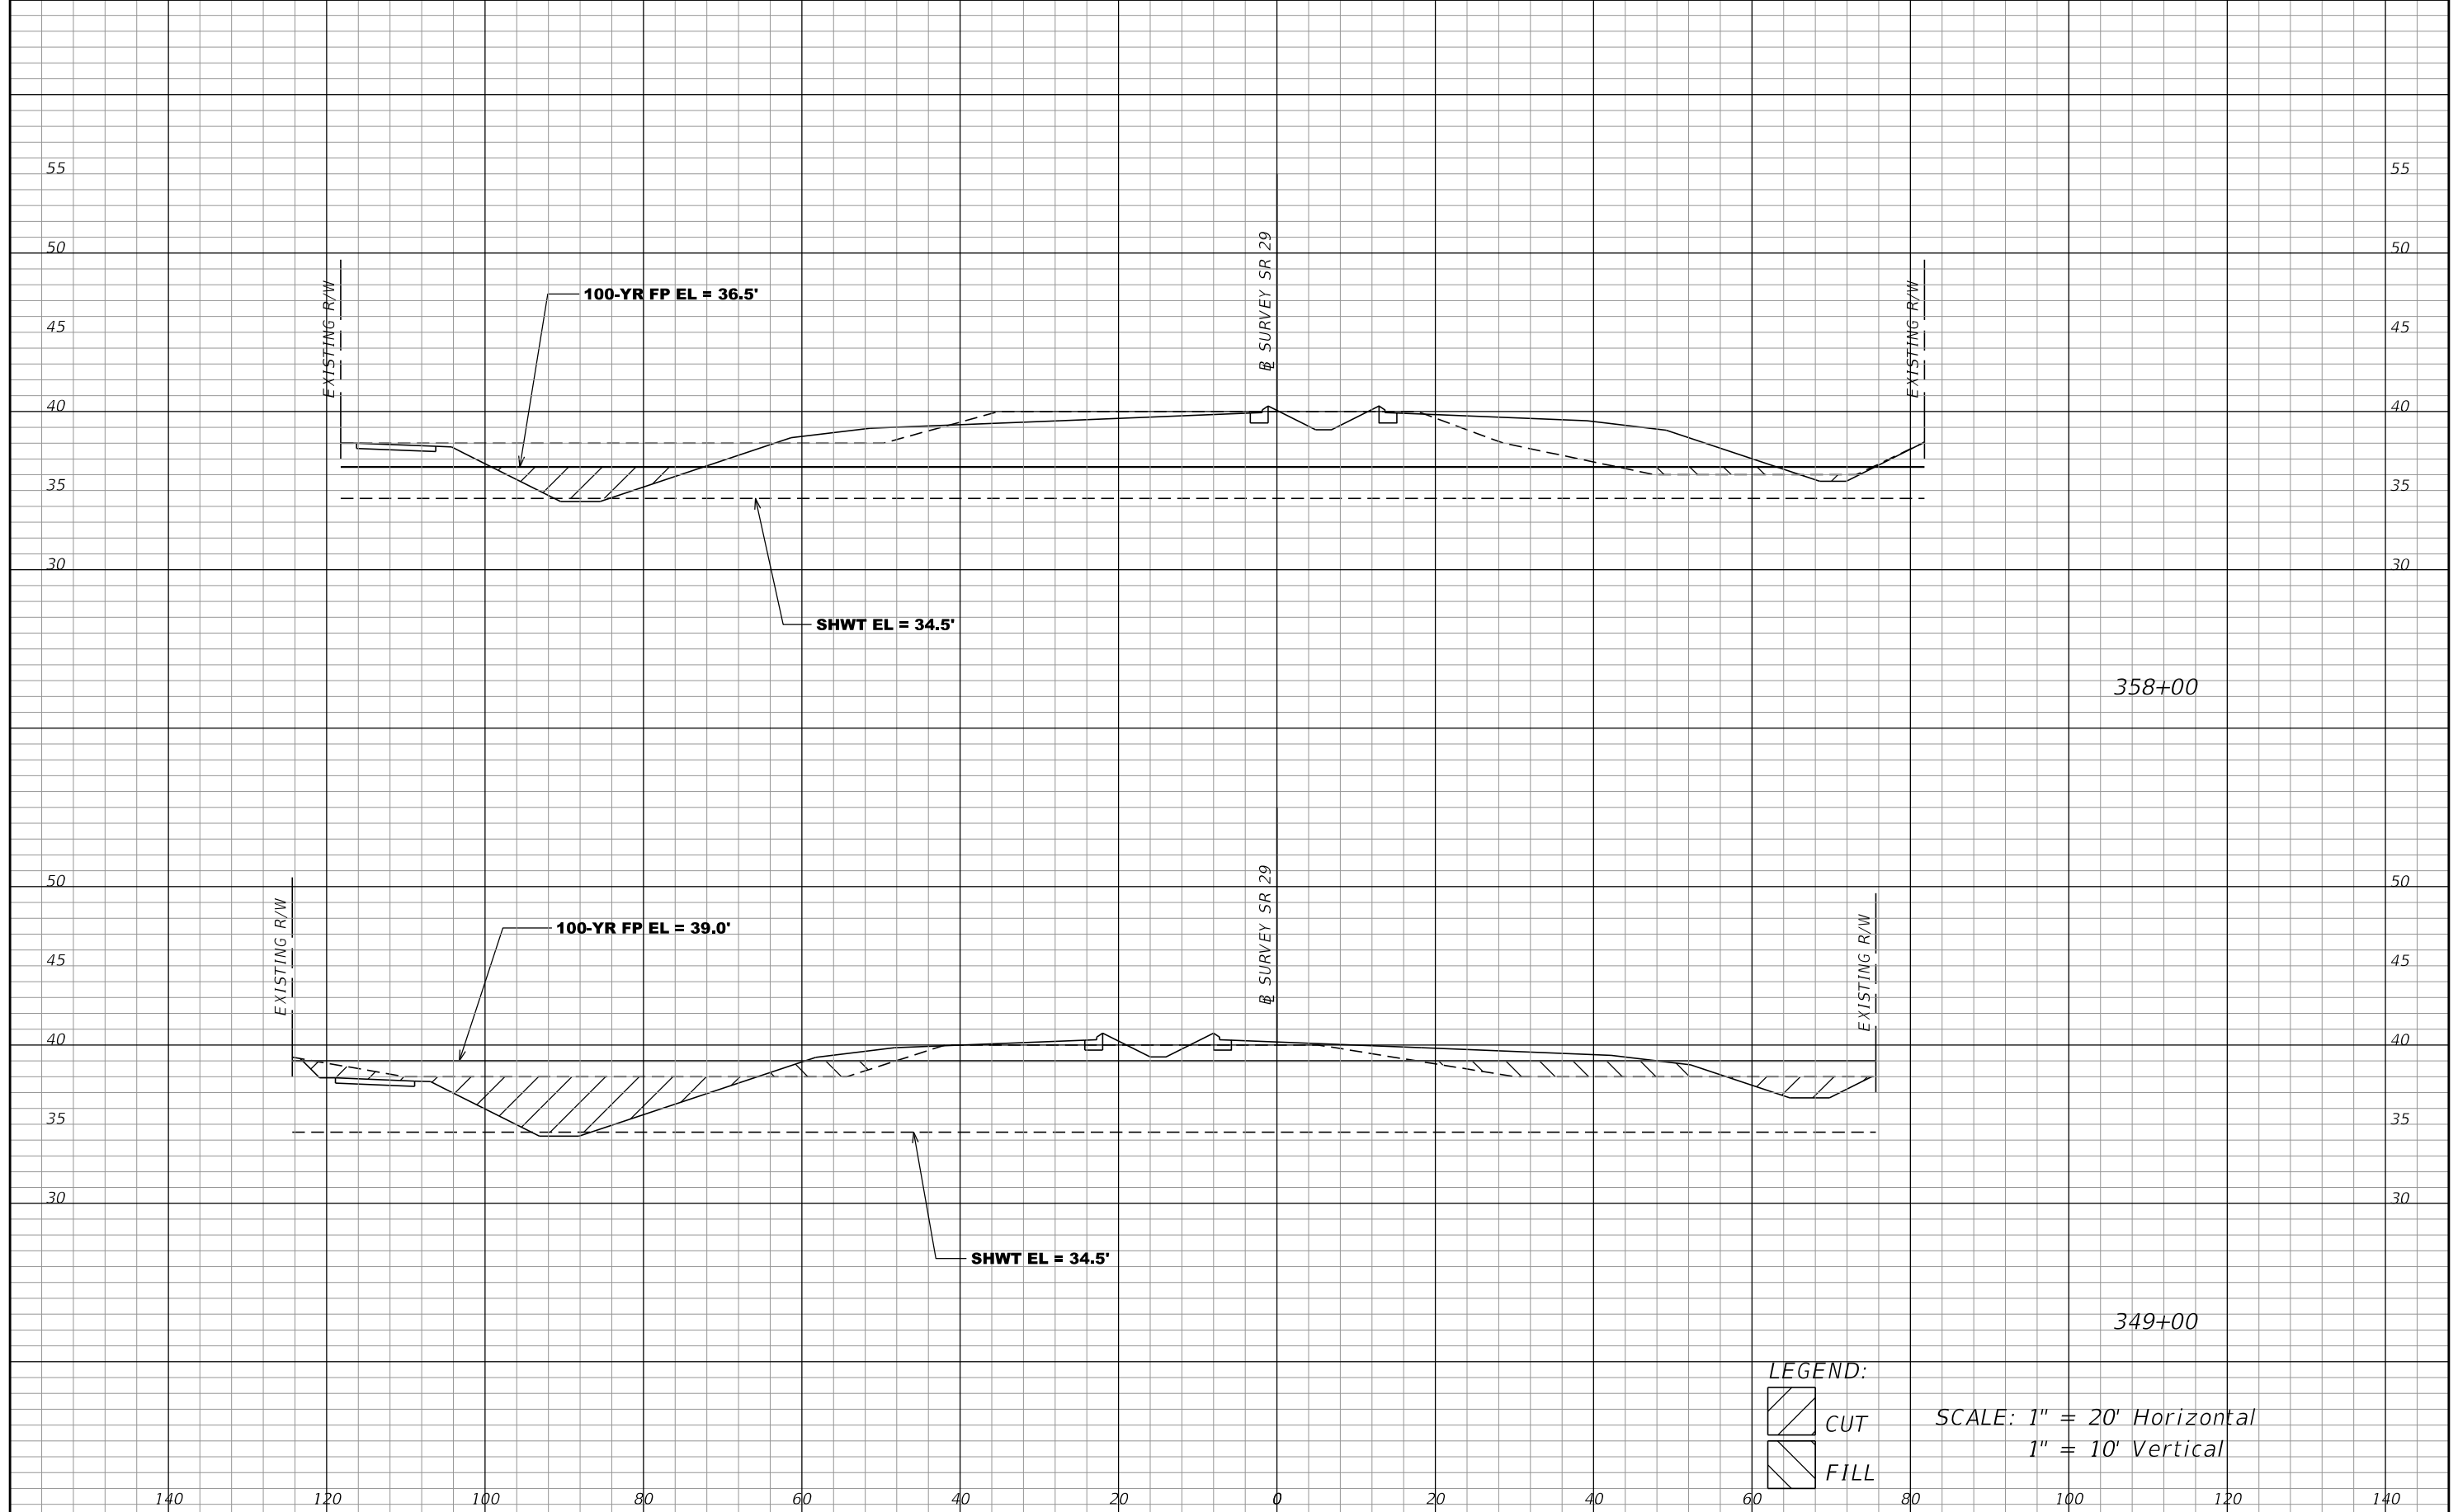 55 55
50 50
EXISTING R/W
100-YR FP EL = 36.5'
℄ SURVEY SR 29
EXISTING R/W
45 45
40 40
35 35
30 30
SHWT EL = 34.5'
358+00
50 50
EXISTING R/W
100-YR FP EL = 39.0'
℄ SURVEY SR 29
EXISTING R/W
45 45
40 40
35 35
30 30
SHWT EL = 34.5'
349+00
LEGEND:
CUT
FILL
SCALE: 1" = 20' Horizontal
1" = 10' Vertical
140 120 100 80 60 40 20 0 20 40 60 80 100 120 140